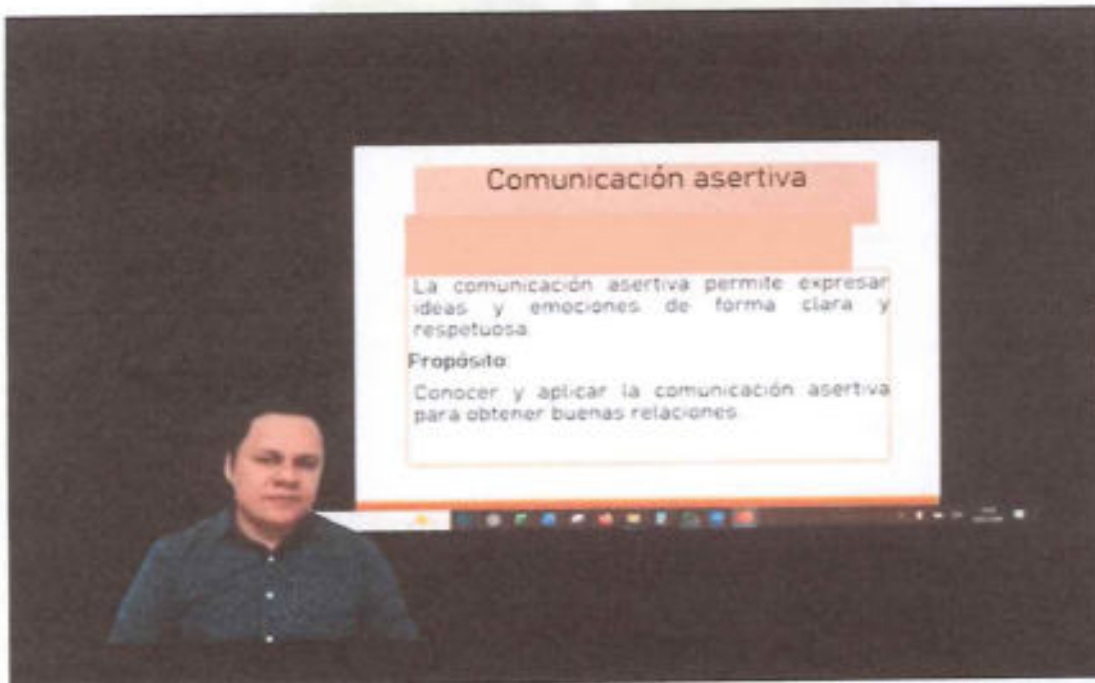 Comunicación asertiva
La comunicación asertiva permite expresar
ideas y emociones de forma clara y
respetuosa.
Propósito
Conocer y aplicar la comunicación asertiva
para obtener buenas relaciones.